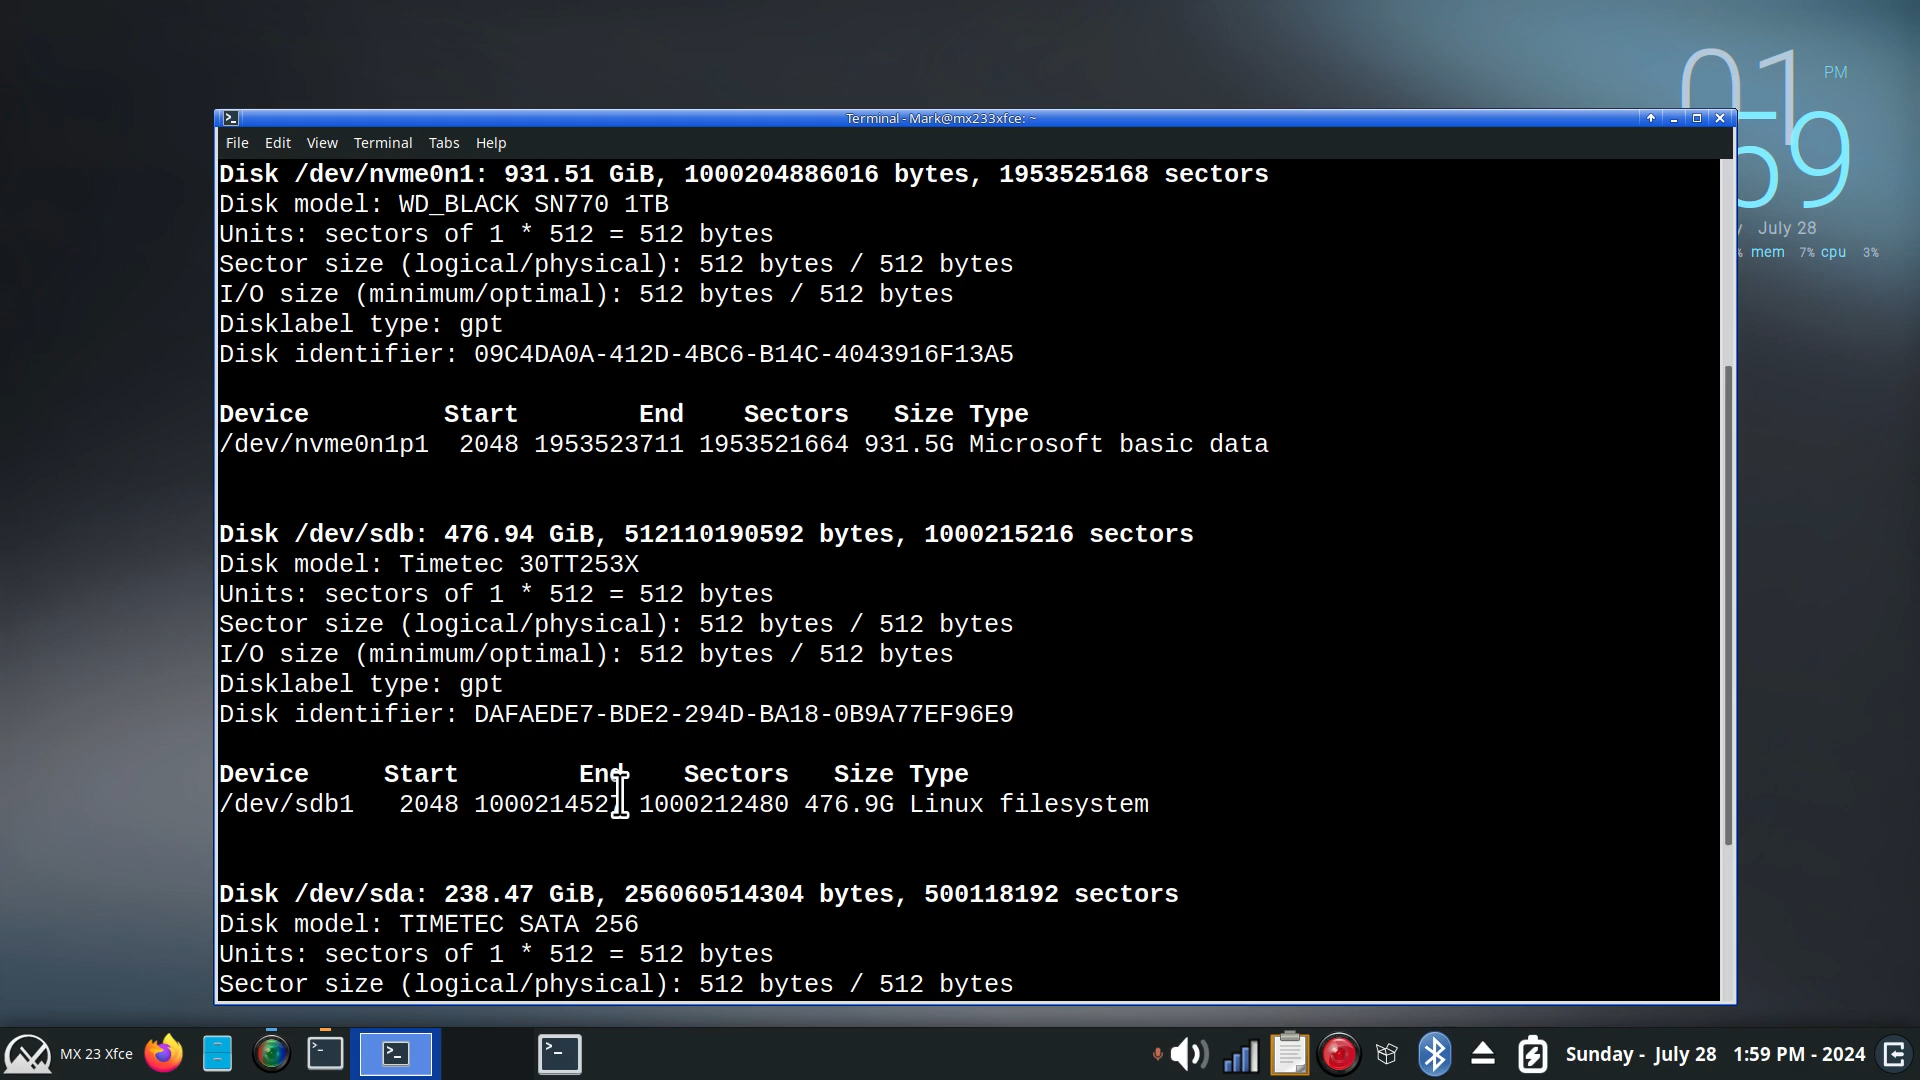 01 PM
59
July 28
mem 7% cpu 3%
Terminal - Mark@mx233xfce: ~
File Edit View Terminal Tabs Help
Disk /dev/nvme0n1: 931.51 GiB, 1000204886016 bytes, 1953525168 sectors
Disk model: WD_BLACK SN770 1TB
Units: sectors of 1 * 512 = 512 bytes
Sector size (logical/physical): 512 bytes / 512 bytes
I/O size (minimum/optimal): 512 bytes / 512 bytes
Disklabel type: gpt
Disk identifier: 09C4DA0A-412D-4BC6-B14C-4043916F13A5
Device Start End Sectors Size Type
/dev/nvme0n1p1 2048 1953523711 1953521664 931.5G Microsoft basic data
Disk /dev/sdb: 476.94 GiB, 512110190592 bytes, 1000215216 sectors
Disk model: Timetec 30TT253X
Units: sectors of 1 * 512 = 512 bytes
Sector size (logical/physical): 512 bytes / 512 bytes
I/O size (minimum/optimal): 512 bytes / 512 bytes
Disklabel type: gpt
Disk identifier: DAFAEDE7-BDE2-294D-BA18-0B9A77EF96E9
Device Start End Sectors Size Type
/dev/sdb1 2048 1000214527 1000212480 476.9G Linux filesystem
Disk /dev/sda: 238.47 GiB, 256060514304 bytes, 500118192 sectors
Disk model: TIMETEC SATA 256
Units: sectors of 1 * 512 = 512 bytes
Sector size (logical/physical): 512 bytes / 512 bytes
MX 23 Xfce
Sunday - July 28 1:59 PM - 2024